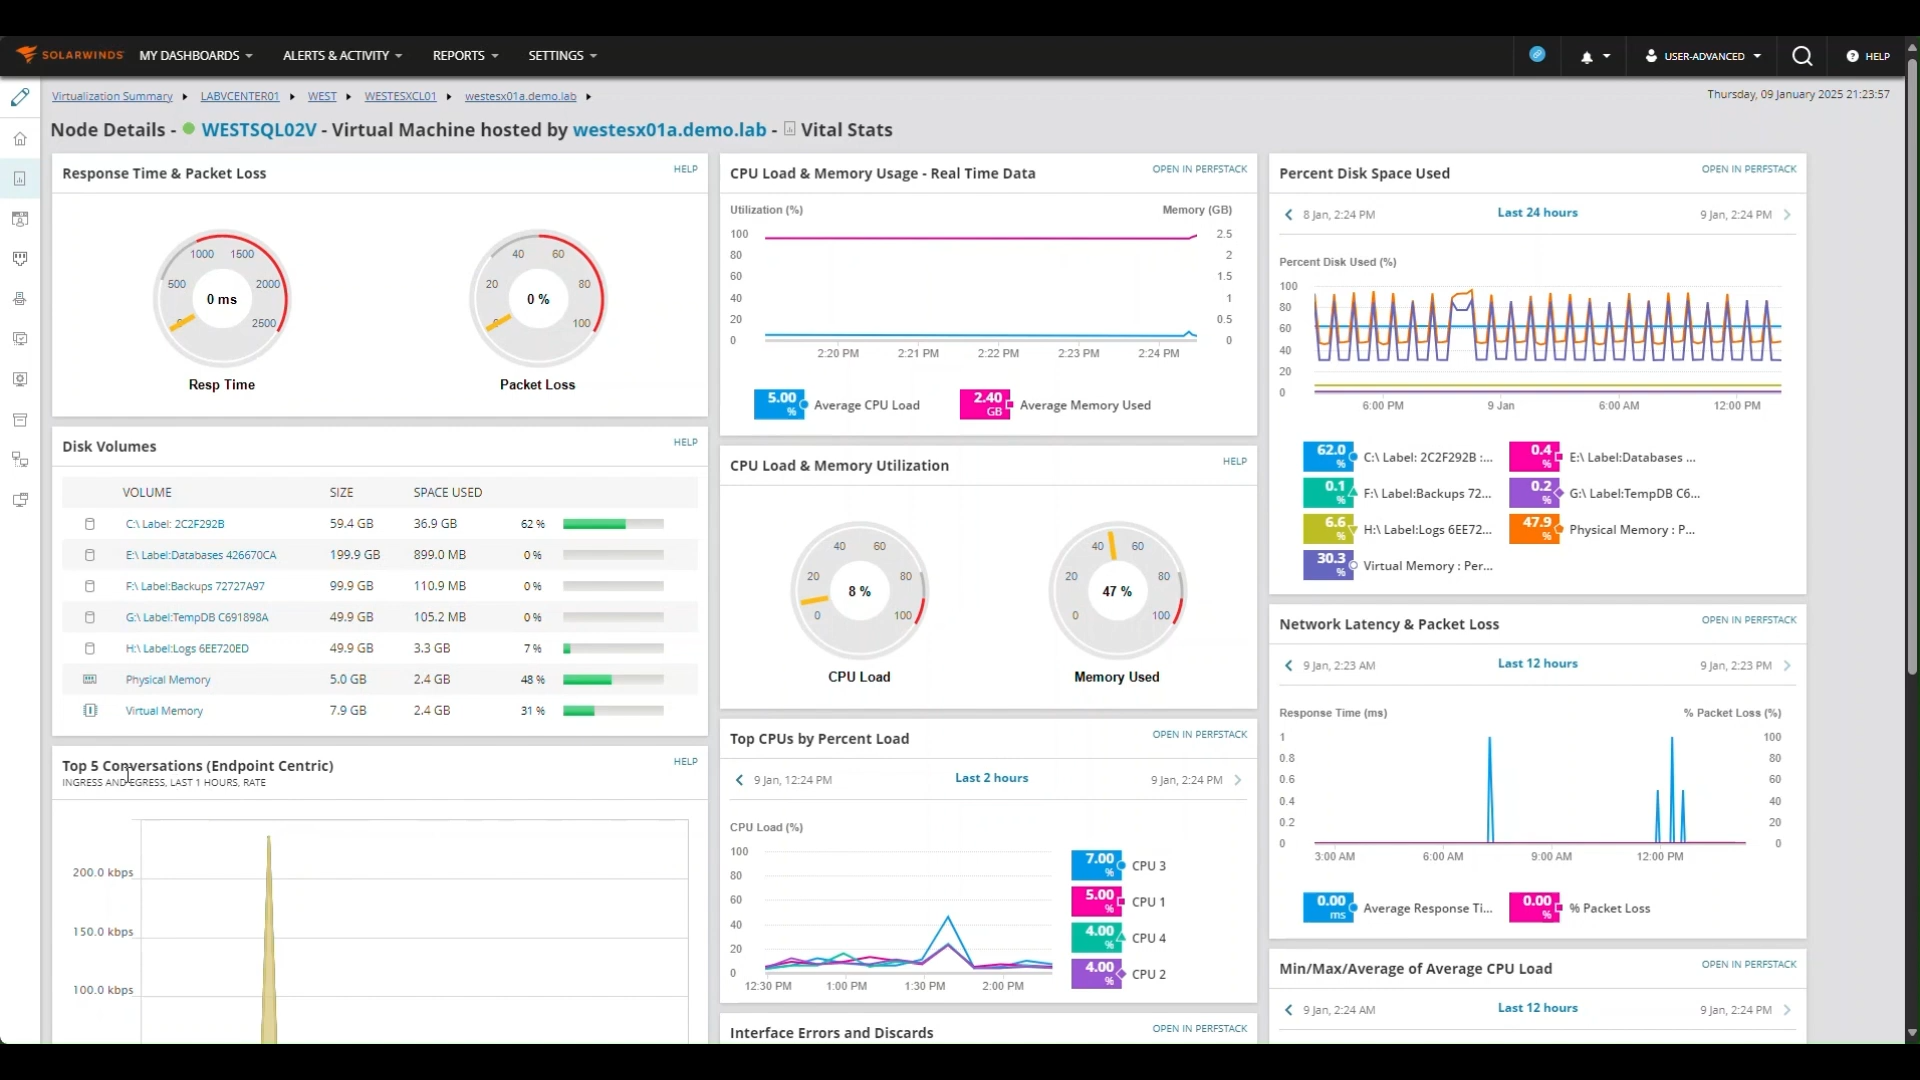 SOLARWINDS MY DASHBOARDS ALERTS & ACTIVITY REPORTS SETTINGS USER-ADVANCED HELP
Virtualization Summary LABVCENTER01 WEST WESTESXCL01 westesx01a.demo.lab
Thursday, 09 January 2025 21:23:57
Node Details - WESTSQL02V - Virtual Machine hosted by westesx01a.demo.lab - Vital Stats
Response Time & Packet Loss HELP
500 1000 1500 2000 2500
0 ms
Resp Time
0 20 40 60 80 100
0 %
Packet Loss
Disk Volumes HELP
VOLUME SIZE SPACE USED
C:\ Label: 2C2F292B 59.4 GB 36.9 GB 62 %
E:\ Label:Databases 426670CA 199.9 GB 899.0 MB 0 %
F:\ Label:Backups 72727A97 99.9 GB 110.9 MB 0 %
G:\ Label:TempDB C691898A 49.9 GB 105.2 MB 0 %
H:\ Label:Logs 6EE720ED 49.9 GB 3.3 GB 7 %
Physical Memory 5.0 GB 2.4 GB 48 %
Virtual Memory 7.9 GB 2.4 GB 31 %
Top 5 Conversations (Endpoint Centric) HELP
INGRESS AND EGRESS, LAST 1 HOURS, RATE
200.0 kbps
150.0 kbps
100.0 kbps
CPU Load & Memory Usage - Real Time Data OPEN IN PERFSTACK
Utilization (%) Memory (GB)
100 2.5
80 2
60 1.5
40 1
20 0.5
0 0
2:20 PM 2:21 PM 2:22 PM 2:23 PM 2:24 PM
5.00 % Average CPU Load 2.40 GB Average Memory Used
CPU Load & Memory Utilization HELP
0 20 40 60 80 100
8 %
CPU Load
0 20 40 60 80 100
47 %
Memory Used
Top CPUs by Percent Load OPEN IN PERFSTACK
9 Jan, 12:24 PM Last 2 hours 9 Jan, 2:24 PM
CPU Load (%)
100
80
60
40
20
0
12:30 PM 1:00 PM 1:30 PM 2:00 PM
7.00 % CPU 3
5.00 % CPU 1
4.00 % CPU 4
4.00 % CPU 2
Interface Errors and Discards OPEN IN PERFSTACK
Percent Disk Space Used OPEN IN PERFSTACK
8 Jan, 2:24 PM Last 24 hours 9 Jan, 2:24 PM
Percent Disk Used (%)
100
80
60
40
20
0
6:00 PM 9 Jan 6:00 AM 12:00 PM
62.0 % C:\ Label: 2C2F292B :... 0.4 % E:\ Label:Databases ...
0.1 % F:\ Label:Backups 72... 0.2 % G:\ Label:TempDB C6...
6.6 % H:\ Label:Logs 6EE72... 47.9 % Physical Memory : P...
30.3 % Virtual Memory : Per...
Network Latency & Packet Loss OPEN IN PERFSTACK
9 Jan, 2:23 AM Last 12 hours 9 Jan, 2:23 PM
Response Time (ms) % Packet Loss (%)
1 100
0.8 80
0.6 60
0.4 40
0.2 20
0 0
3:00 AM 6:00 AM 9:00 AM 12:00 PM
0.00 ms Average Response Ti... 0.00 % % Packet Loss
Min/Max/Average of Average CPU Load OPEN IN PERFSTACK
9 Jan, 2:24 AM Last 12 hours 9 Jan, 2:24 PM